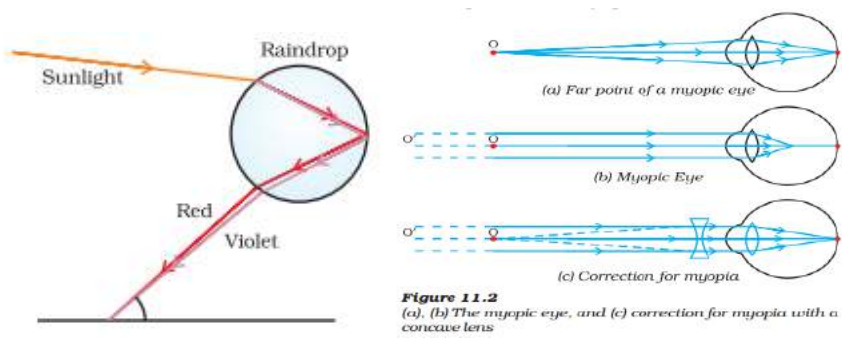 Sunlight
Raindrop
Red
Violet
O
(a) Far point of a myopic eye
O'
O
(b) Myopic Eye
O'
O
(c) Correction for myopia
Figure 11.2
(a), (b) The myopic eye, and (c) correction for myopia with a
concave lens